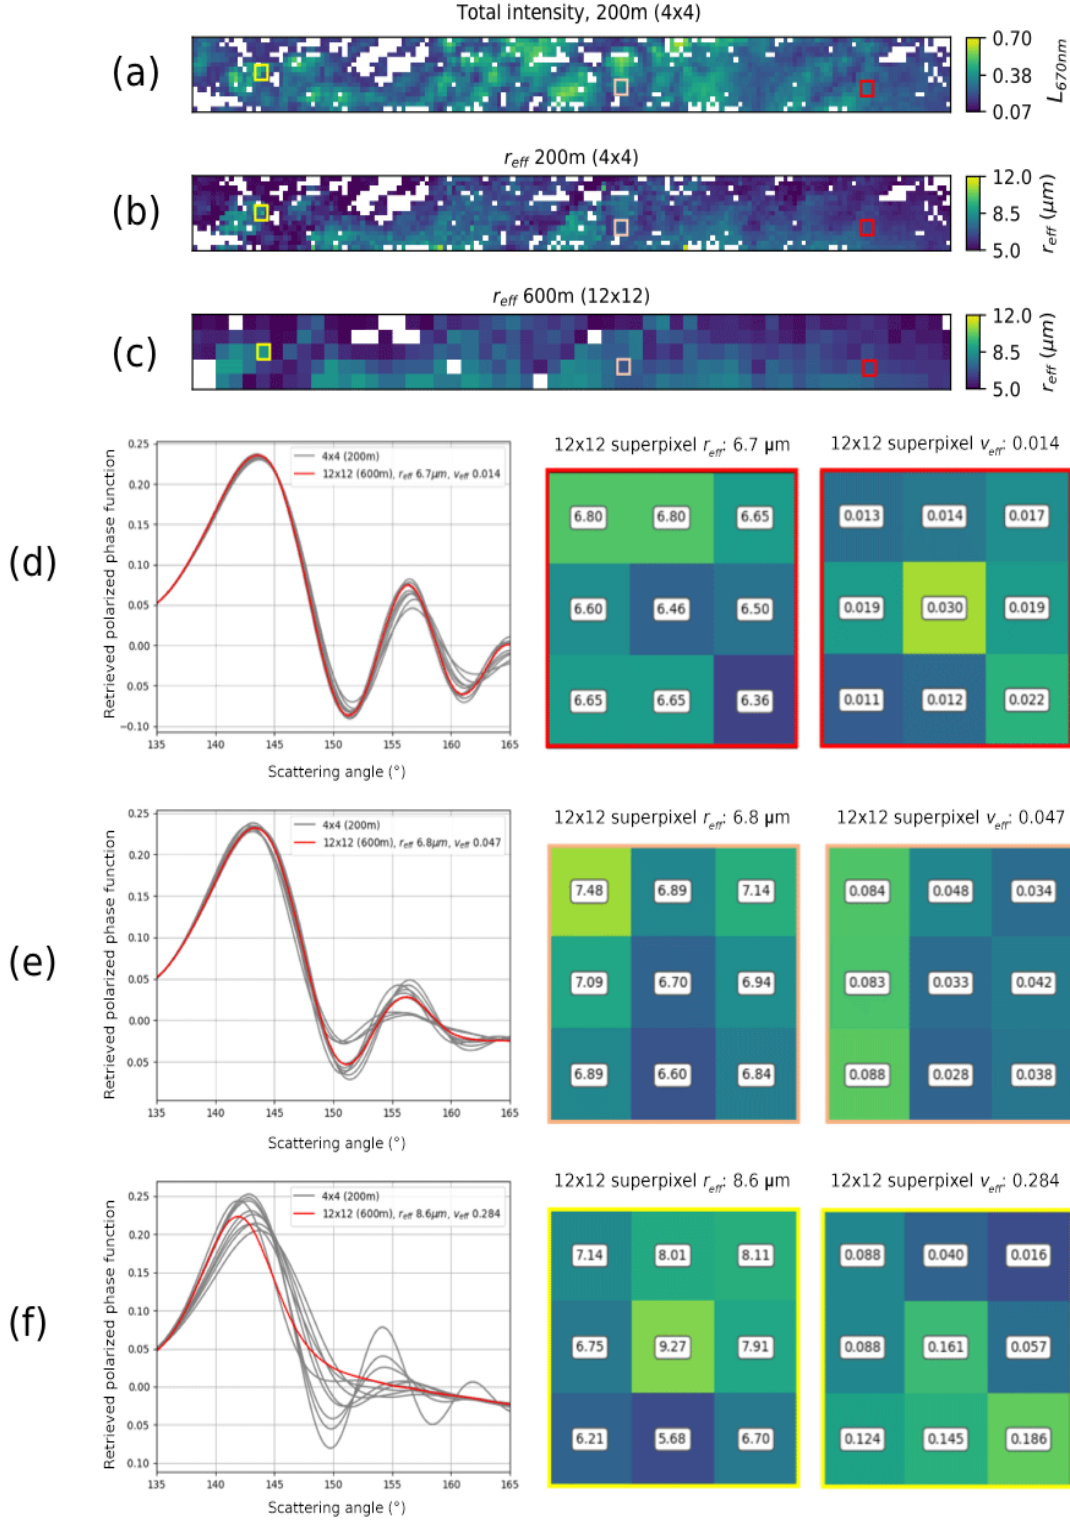 Total intensity, 200m (4x4)
(a)
0.70
0.38
0.07
L670nm
reff 200m (4x4)
(b)
12.0
8.5
5.0
reff (μm)
reff 600m (12x12)
(c)
12.0
8.5
5.0
reff (μm)
(d)
Retrieved polarized phase function
0.25
0.20
0.15
0.10
0.05
0.00
−0.05
−0.10
4x4 (200m)
12x12 (600m), reff 6.7μm, veff 0.014
135 140 145 150 155 160 165
Scattering angle (°)
12x12 superpixel reff: 6.7 μm
6.80 6.80 6.65
6.60 6.46 6.50
6.65 6.65 6.36
12x12 superpixel veff: 0.014
0.013 0.014 0.017
0.019 0.030 0.019
0.011 0.012 0.022
(e)
Retrieved polarized phase function
0.25
0.20
0.15
0.10
0.05
0.00
0.05
4x4 (200m)
12x12 (600m), reff 6.8μm, veff 0.047
135 140 145 150 155 160 165
Scattering angle (°)
12x12 superpixel reff: 6.8 μm
7.48 6.89 7.14
7.09 6.70 6.94
6.89 6.60 6.84
12x12 superpixel veff: 0.047
0.084 0.048 0.034
0.083 0.033 0.042
0.088 0.028 0.038
(f)
Retrieved polarized phase function
0.25
0.20
0.15
0.10
0.05
0.00
0.05
0.10
4x4 (200m)
12x12 (600m), reff 8.6μm, veff 0.284
135 140 145 150 155 160 165
Scattering angle (°)
12x12 superpixel reff: 8.6 μm
7.14 8.01 8.11
6.75 9.27 7.91
6.21 5.68 6.70
12x12 superpixel veff: 0.284
0.088 0.040 0.016
0.088 0.161 0.057
0.124 0.145 0.186